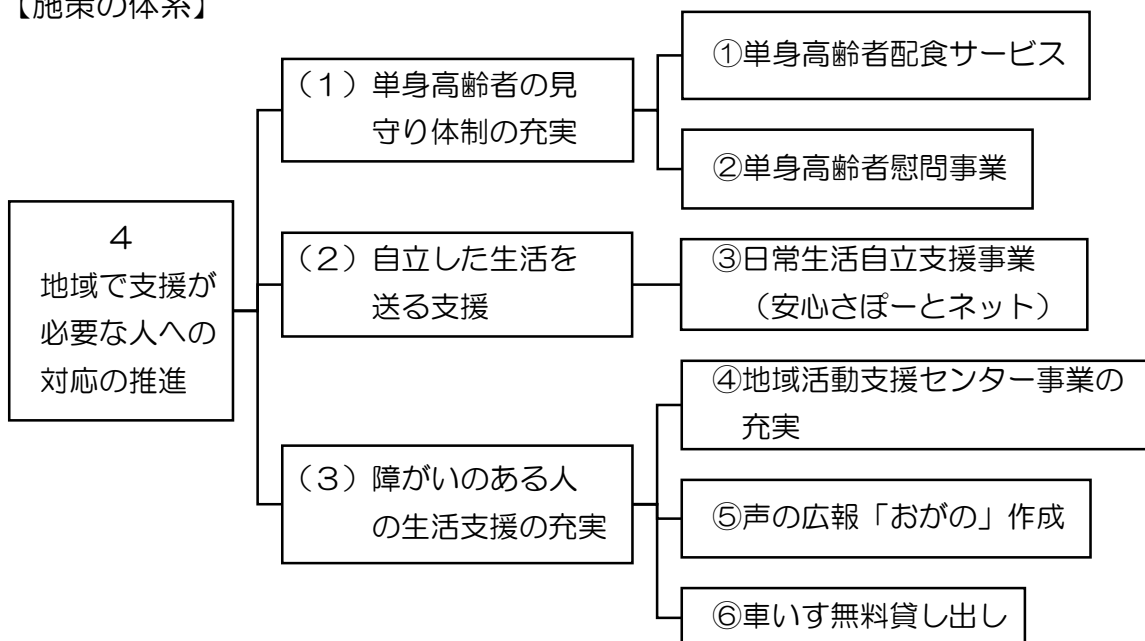 【施策の体系】
（１）単身高齢者の見
守り体制の充実
①単身高齢者配食サービス
②単身高齢者慰問事業
４
地域で支援が
必要な人への
対応の推進
（２）自立した生活を
送る支援
③日常生活自立支援事業
（安心さぽーとネット）
（３）障がいのある人
の生活支援の充実
④地域活動支援センター事業の
充実
⑤声の広報「おがの」作成
⑥車いす無料貸し出し